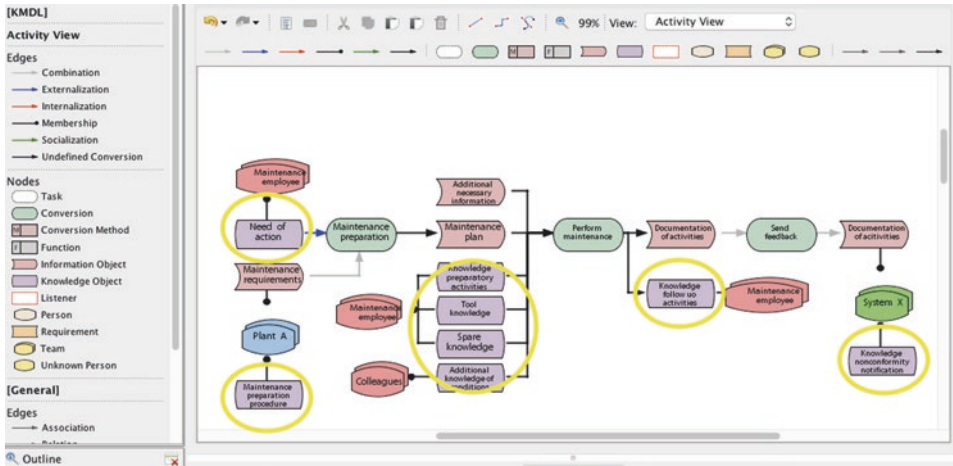 [KMDL]
Activity View
Edges
Combination
Externalization
Internalization
Membership
Socialization
Undefined Conversion
Nodes
Task
Conversion
Conversion Method
Function
Information Object
Knowledge Object
Listener
Person
Requirement
Team
Unknown Person
[General]
Edges
Association
Relation
Outline
99% View: Activity View
M
F
Maintenance
employee
Need of
action
Maintenance
requirements
Plant A
Maintenance
preparation
procedure
Maintenance
preparation
Additional
necessary
information
Maintenance
plan
Knowledge
preparatory
activities
Tool
knowledge
Spare
knowledge
Additional
knowledge of
conditions
Maintenance
employee
Colleagues
Perform
maintenance
Documentation
of activities
Knowledge
follow uo
activities
Maintenance
employee
Send
feedback
Documentation
of acitivities
System X
Knowledge
nonconformity
notification